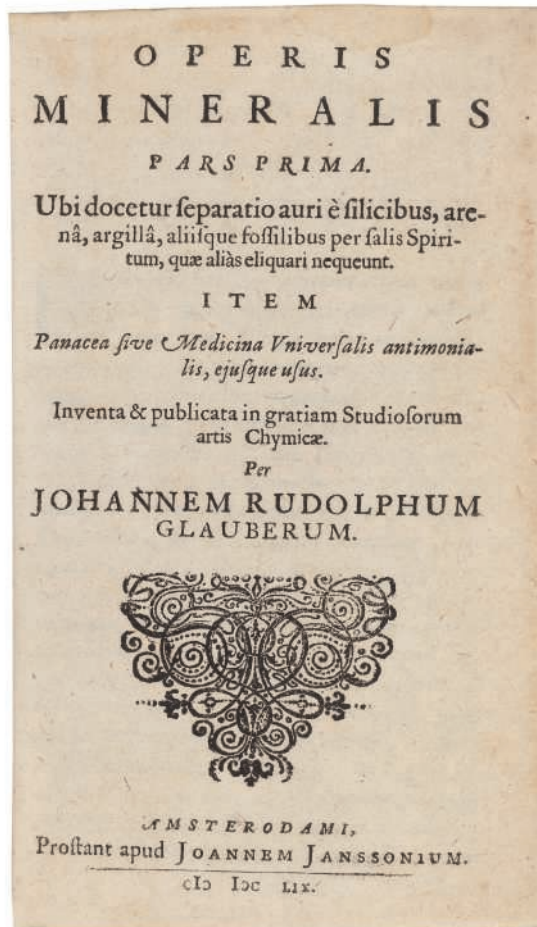 OPERIS
MINERALIS
PARS PRIMA.
Ubi docetur ſeparatio auri è ſilicibus, are-
nâ, argillâ, aliiſque foſſilibus per ſalis Spiri-
tum, quæ aliàs eliquari nequeunt.
ITEM
Panacea ſive Medicina Vniverſalis antimonia-
lis, ejuſque uſus.
Inventa & publicata in gratiam Studioſorum
artis Chymicæ.
Per
JOHANNEM RUDOLPHUM
GLAUBERUM.
AMSTERODAMI,
Proſtant apud JOANNEM JANSSONIUM.
cIↄ Iↄc LIX.